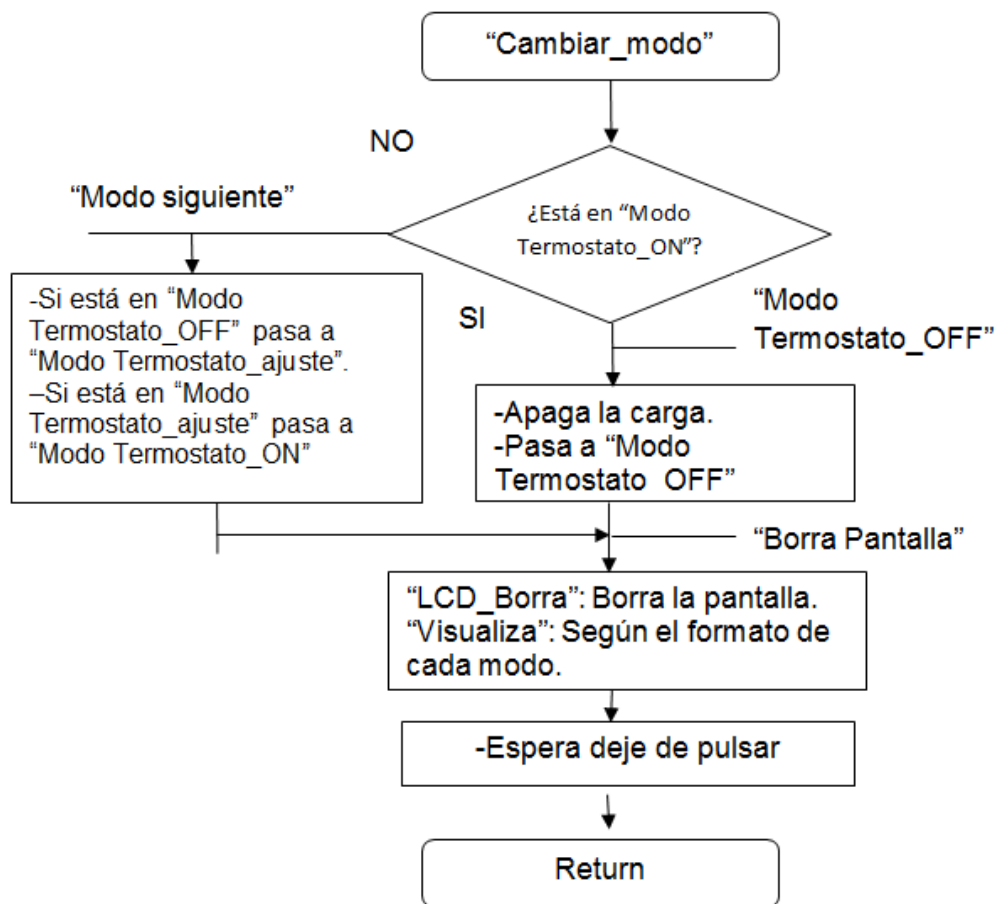 “Cambiar_modo”
NO
“Modo siguiente”
¿Está en “Modo
Termostato_ON”?
-Si está en “Modo
Termostato_OFF” pasa a
“Modo Termostato_ajuste”.
–Si está en “Modo
Termostato_ajuste” pasa a
“Modo Termostato_ON”
SI
“Modo
Termostato_OFF”
-Apaga la carga.
-Pasa a “Modo
Termostato OFF”
“Borra Pantalla”
“LCD_Borra”: Borra la pantalla.
“Visualiza”: Según el formato de
cada modo.
-Espera deje de pulsar
Return